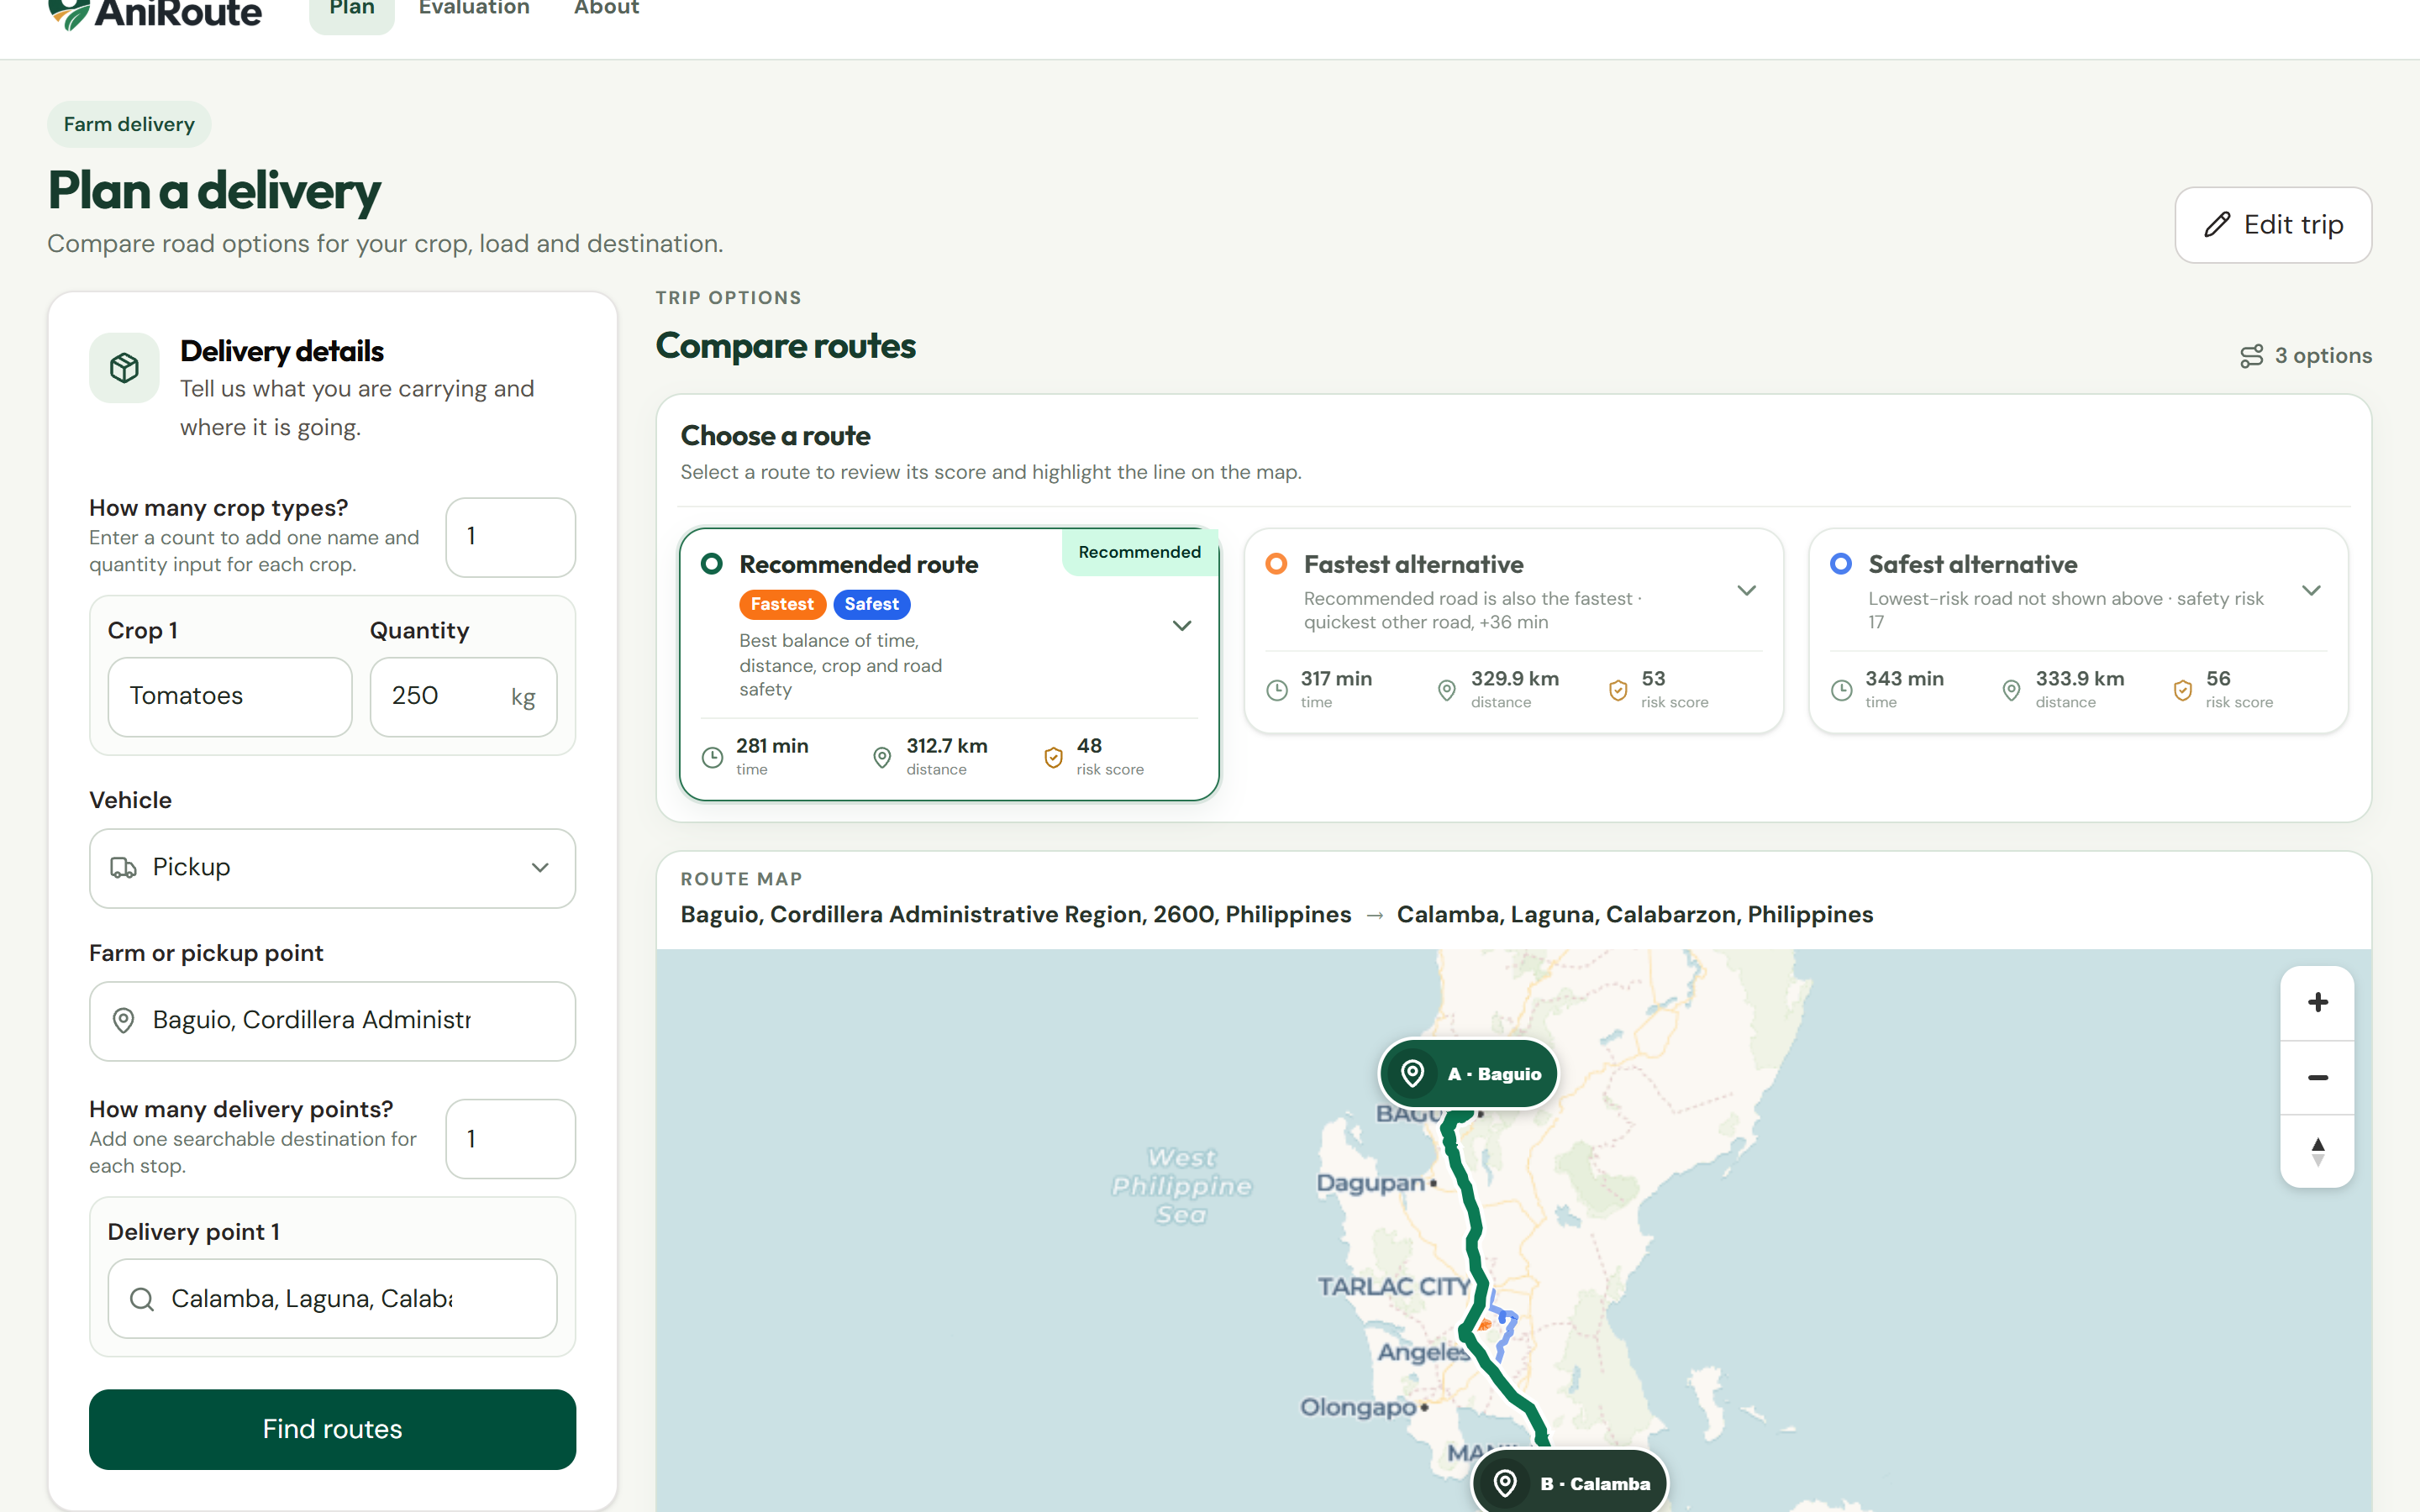 AniRoute
Plan
Evaluation
About
Farm delivery
Plan a delivery
Compare road options for your crop, load and destination.
Edit trip
Delivery details
Tell us what you are carrying and
where it is going.
How many crop types?
Enter a count to add one name and
quantity input for each crop.
1
Crop 1
Quantity
Tomatoes
250
kg
Vehicle
Pickup
Farm or pickup point
Baguio, Cordillera Administr
How many delivery points?
Add one searchable destination for
each stop.
1
Delivery point 1
Calamba, Laguna, Calaba
Find routes
TRIP OPTIONS
Compare routes
3 options
Choose a route
Select a route to review its score and highlight the line on the map.
Recommended route
Recommended
Fastest
Safest
Best balance of time,
distance, crop and road
safety
281 min
time
312.7 km
distance
48
risk score
Fastest alternative
Recommended road is also the fastest ·
quickest other road, +36 min
317 min
time
329.9 km
distance
53
risk score
Safest alternative
Lowest-risk road not shown above · safety risk
17
343 min
time
333.9 km
distance
56
risk score
ROUTE MAP
Baguio, Cordillera Administrative Region, 2600, Philippines → Calamba, Laguna, Calabarzon, Philippines
A · Baguio
BAGU
West
Philippine
Sea
Dagupan
TARLAC CITY
Angeles
Olongapo
MA
B · Calamba